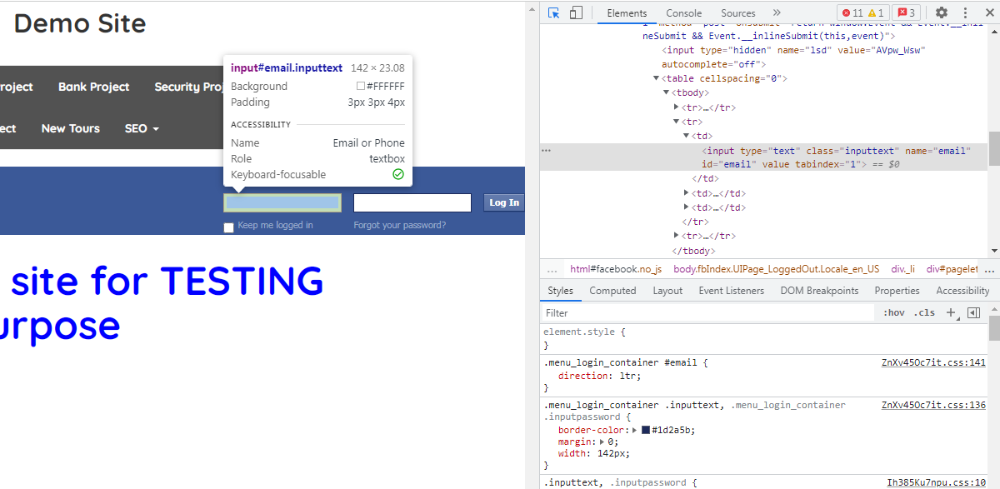 Demo Site
roject Bank Project Security Proj
ect New Tours SEO
input#email.inputtext 142 × 23.08
Background #FFFFFF
Padding 3px 3px 4px
ACCESSIBILITY
Name Email or Phone
Role textbox
Keyboard-focusable
Log In
Keep me logged in Forgot your password?
site for TESTING
urpose
Elements Console Sources » 11 1 3
neSubmit && Event.__inlineSubmit(this,event)">
<input type="hidden" name="lsd" value="AVpw_Wsw"
autocomplete="off">
<table cellspacing="0">
<tbody>
<tr>…</tr>
<tr>
<td>
<input type="text" class="inputtext" name="email"
id="email" value tabindex="1"> == $0
</td>
<td>…</td>
<td>…</td>
</tr>
<tr>…</tr>
</tbody>
... html#facebook.no_js body.fbIndex.UIPage_LoggedOut.Locale_en_US div._li div#pagelet ...
Styles Computed Layout Event Listeners DOM Breakpoints Properties Accessibility
Filter :hov .cls +
element.style {
}
.menu_login_container #email { ZnXv45Oc7it.css:141
direction: ltr;
}
.menu_login_container .inputtext, .menu_login_container ZnXv45Oc7it.css:136
.inputpassword {
border-color: #1d2a5b;
margin: 0;
width: 142px;
}
.inputtext, .inputpassword { Ih385Ku7npu.css:10